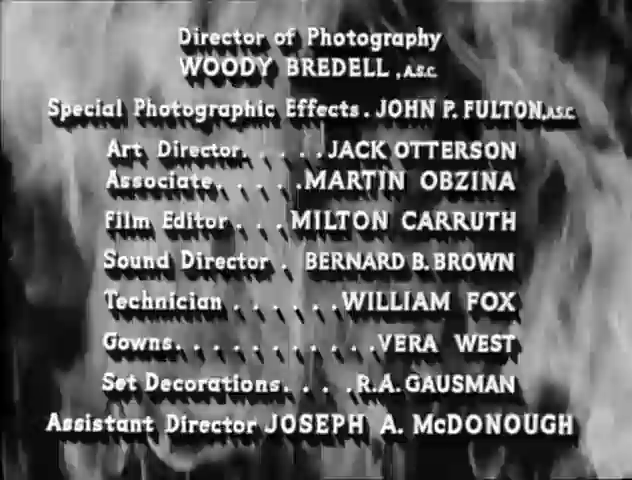 Director of Photography
WOODY BREDELL, A.S.C.
Special Photographic Effects. JOHN P. FULTON, A.S.C.
Art Director. . . . . JACK OTTERSON
Associate. . . . . MARTIN OBZINA
Film Editor . . . MILTON CARRUTH
Sound Director . BERNARD B. BROWN
Technician . . . . . . WILLIAM FOX
Gowns. . . . . . . . . . . VERA WEST
Set Decorations. . . . R.A. GAUSMAN
Assistant Director JOSEPH A. McDONOUGH